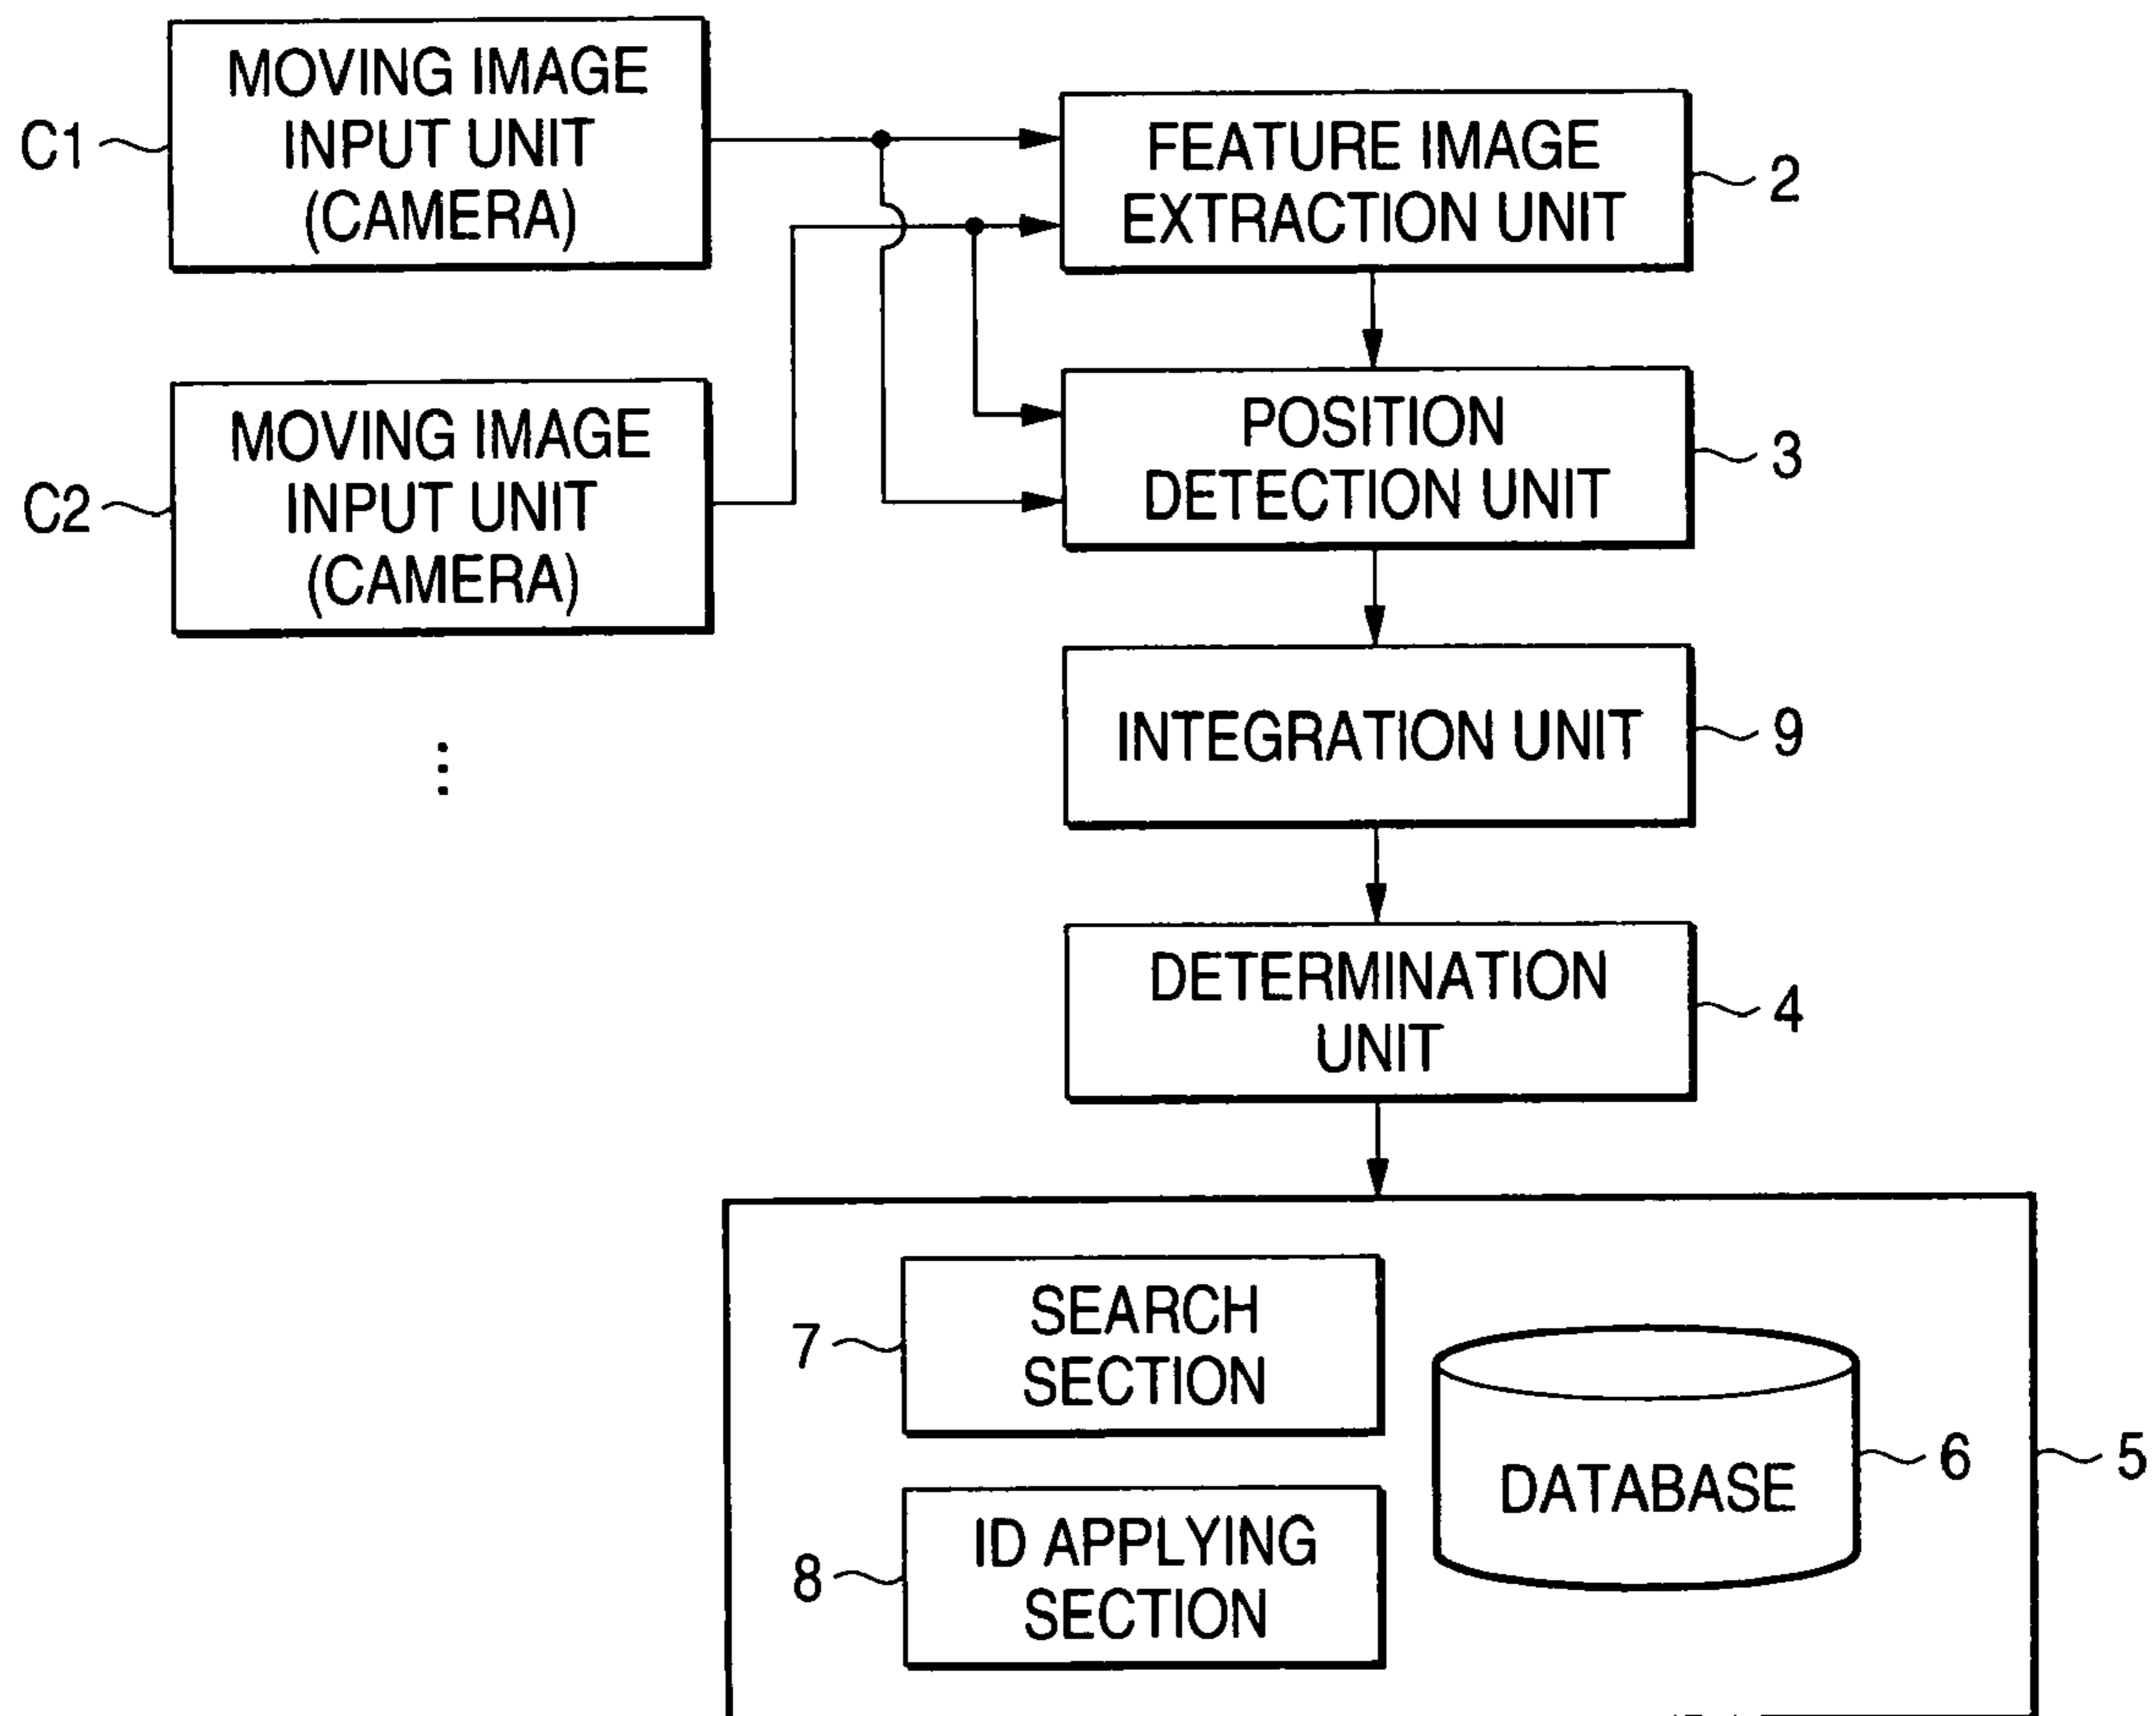 MOVING IMAGE
INPUT UNIT
(CAMERA)
C1
FEATURE IMAGE
EXTRACTION UNIT
2
MOVING IMAGE
INPUT UNIT
(CAMERA)
C2
POSITION
DETECTION UNIT
3
INTEGRATION UNIT
9
DETERMINATION
UNIT
4
SEARCH
SECTION
7
DATABASE
6
5
ID APPLYING
SECTION
8